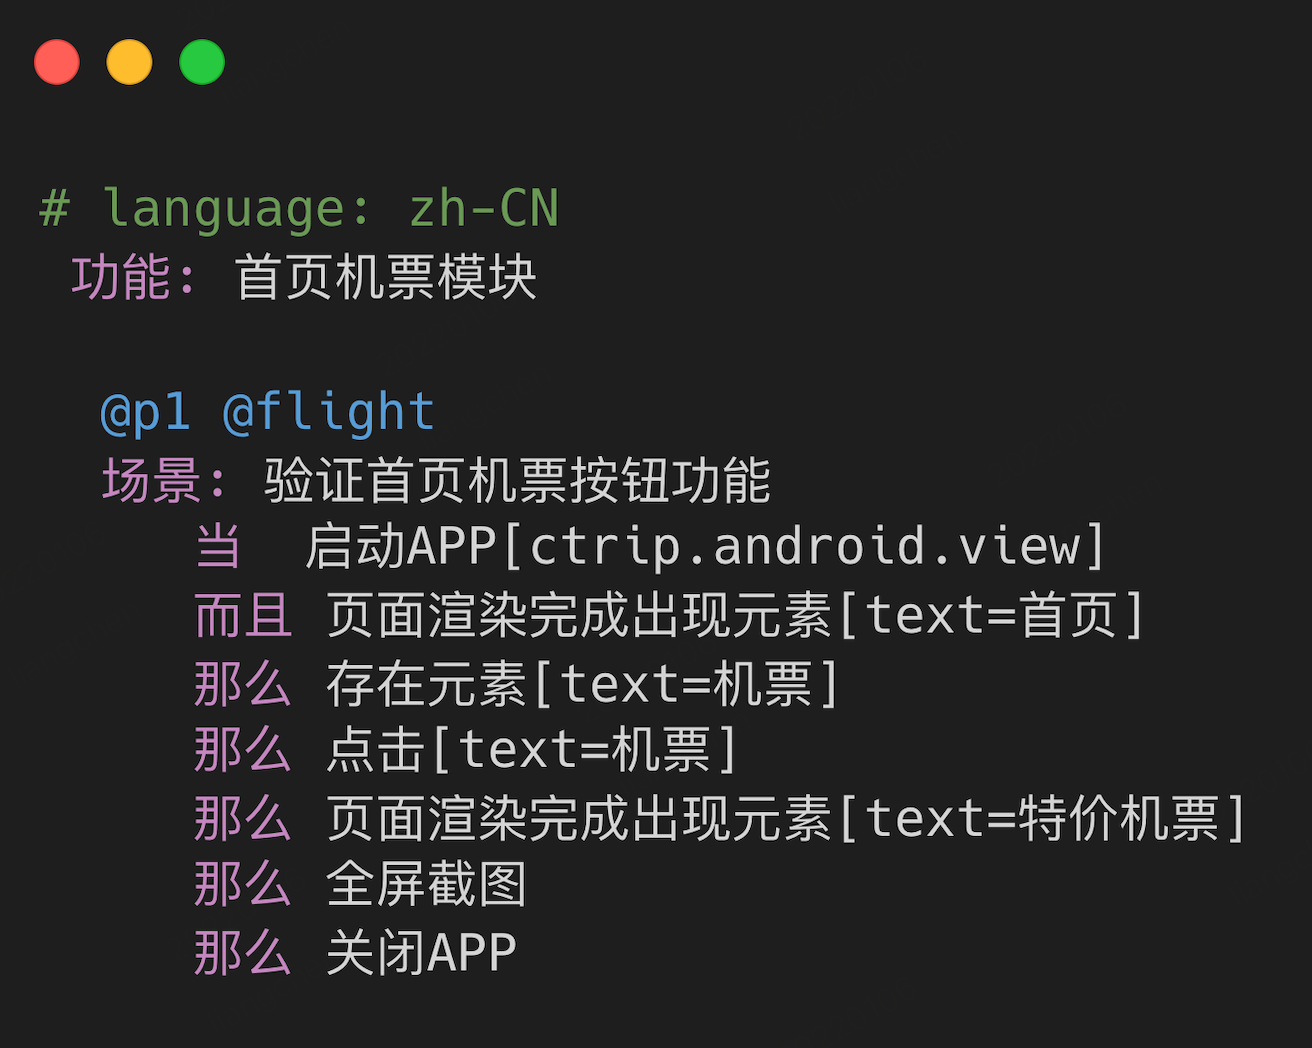 # language: zh-CN
功能: 首页机票模块
@p1 @flight
场景: 验证首页机票按钮功能
当 启动APP[ctrip.android.view]
而且 页面渲染完成出现元素[text=首页]
那么 存在元素[text=机票]
那么 点击[text=机票]
那么 页面渲染完成出现元素[text=特价机票]
那么 全屏截图
那么 关闭APP